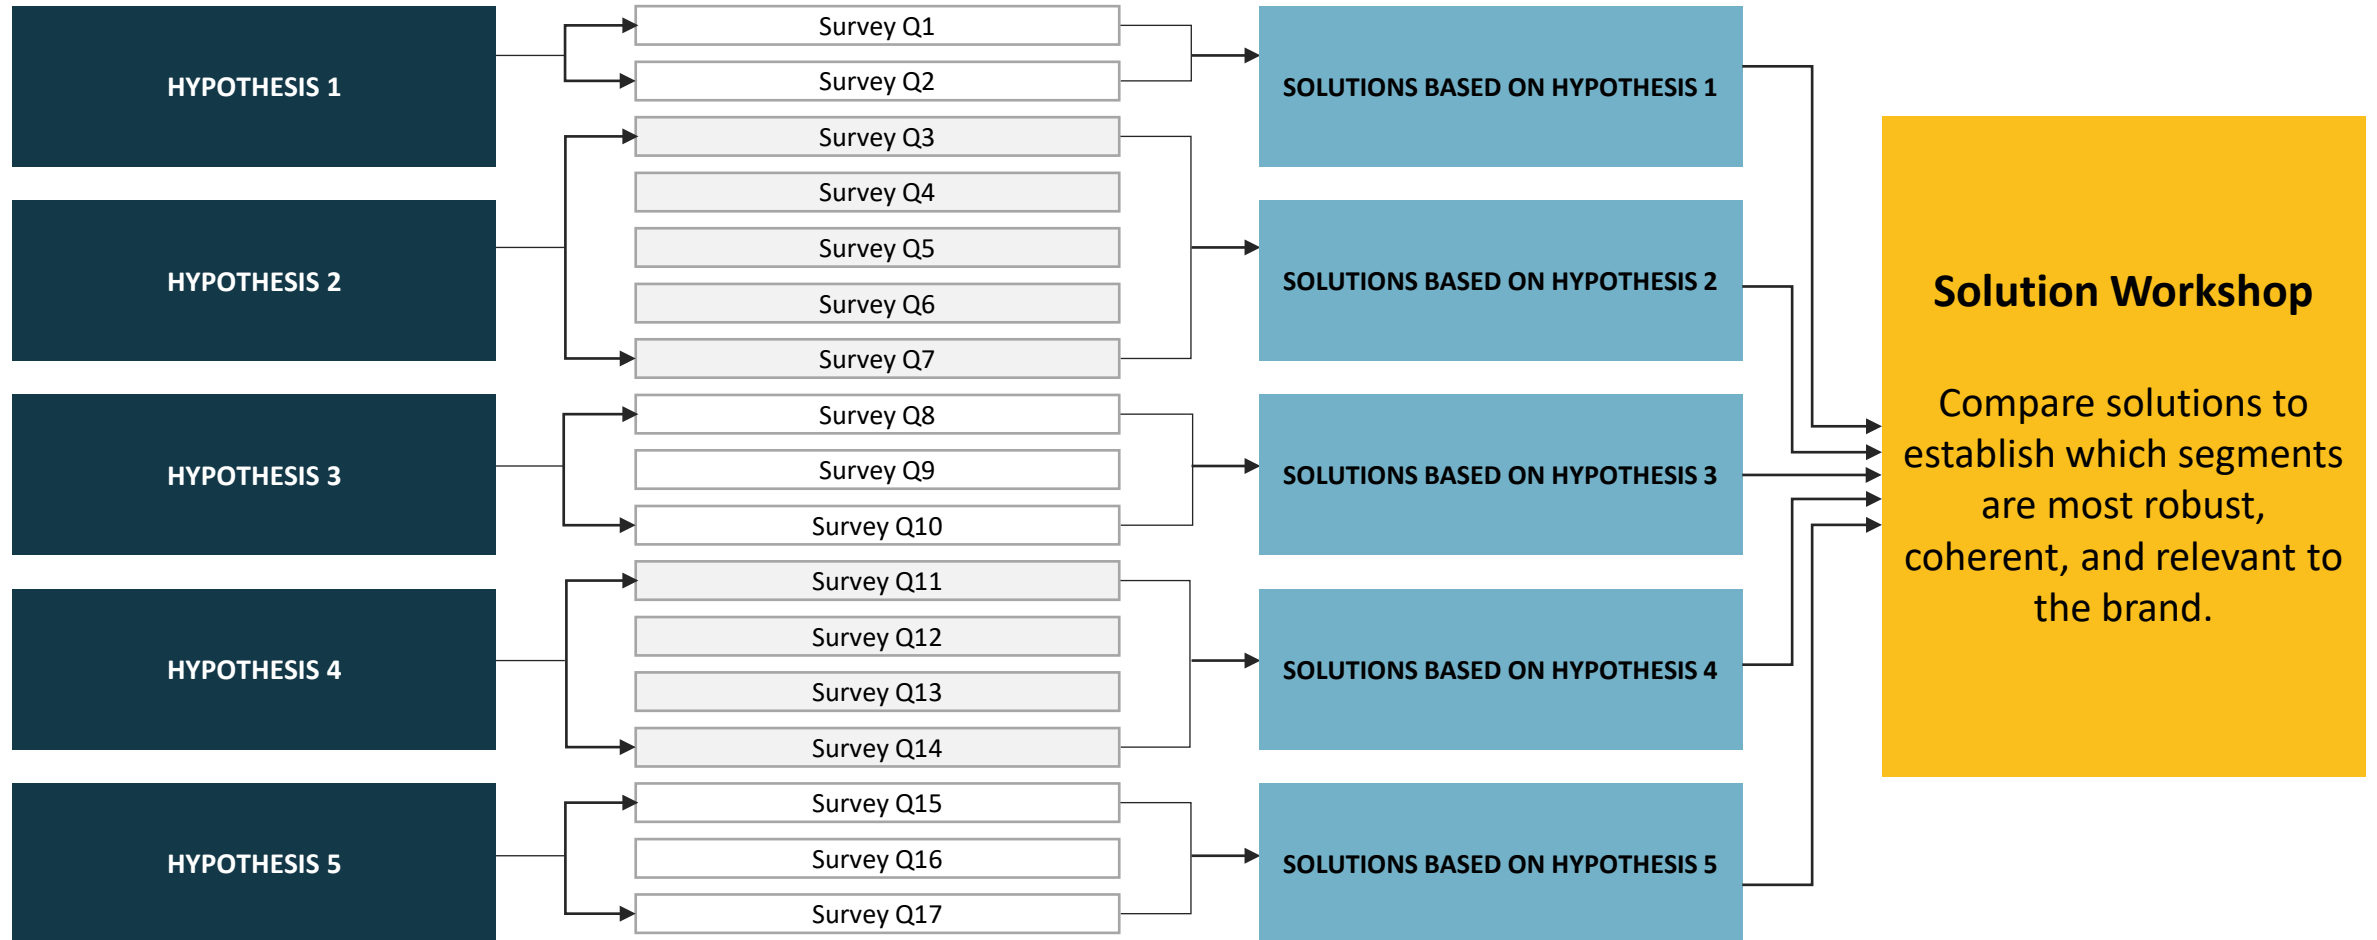 HYPOTHESIS 1
HYPOTHESIS 2
HYPOTHESIS 3
HYPOTHESIS 4
HYPOTHESIS 5
Survey Q1
Survey Q2
Survey Q3
Survey Q4
Survey Q5
Survey Q6
Survey Q7
Survey Q8
Survey Q9
Survey Q10
Survey Q11
Survey Q12
Survey Q13
Survey Q14
Survey Q15
Survey Q16
Survey Q17
SOLUTIONS BASED ON HYPOTHESIS 1
SOLUTIONS BASED ON HYPOTHESIS 2
SOLUTIONS BASED ON HYPOTHESIS 3
SOLUTIONS BASED ON HYPOTHESIS 4
SOLUTIONS BASED ON HYPOTHESIS 5
Solution Workshop
Compare solutions to
establish which segments
are most robust,
coherent, and relevant to
the brand.